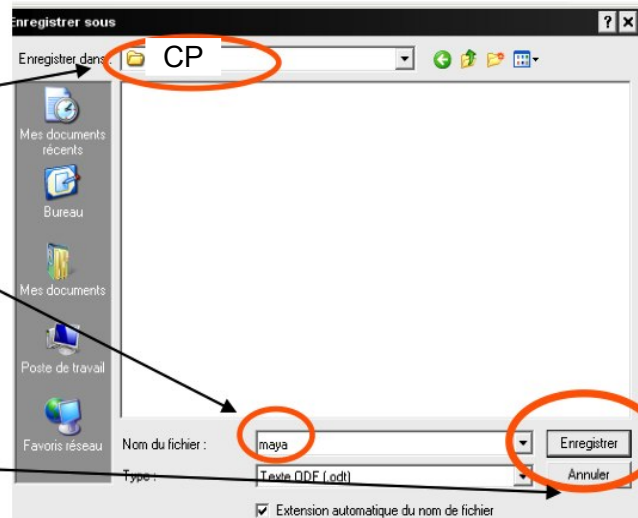 Enregistrer sous
Enregistrer dans :
CP
Mes documents
récents
Bureau
Mes documents
Poste de travail
Favoris réseau
Nom du fichier :
maya
Enregistrer
Type :
Texte ODF (.odt)
Annuler
Extension automatique du nom de fichier